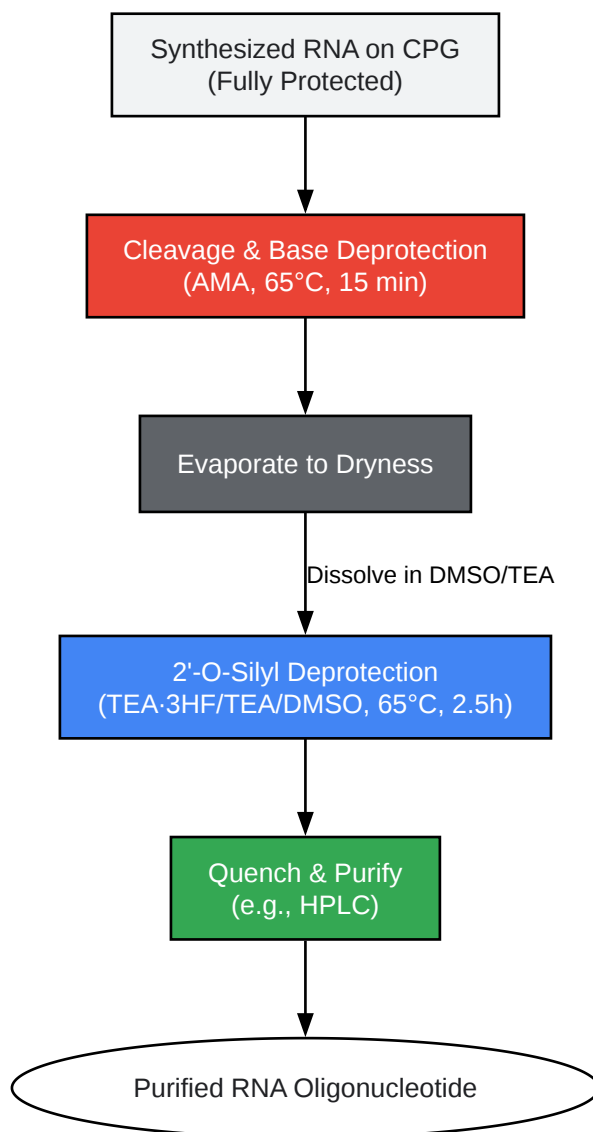 Synthesized RNA on CPG
(Fully Protected)
Cleavage & Base Deprotection
(AMA, 65°C, 15 min)
Evaporate to Dryness
Dissolve in DMSO/TEA
2'-O-Silyl Deprotection
(TEA·3HF/TEA/DMSO, 65°C, 2.5h)
Quench & Purify
(e.g., HPLC)
Purified RNA Oligonucleotide